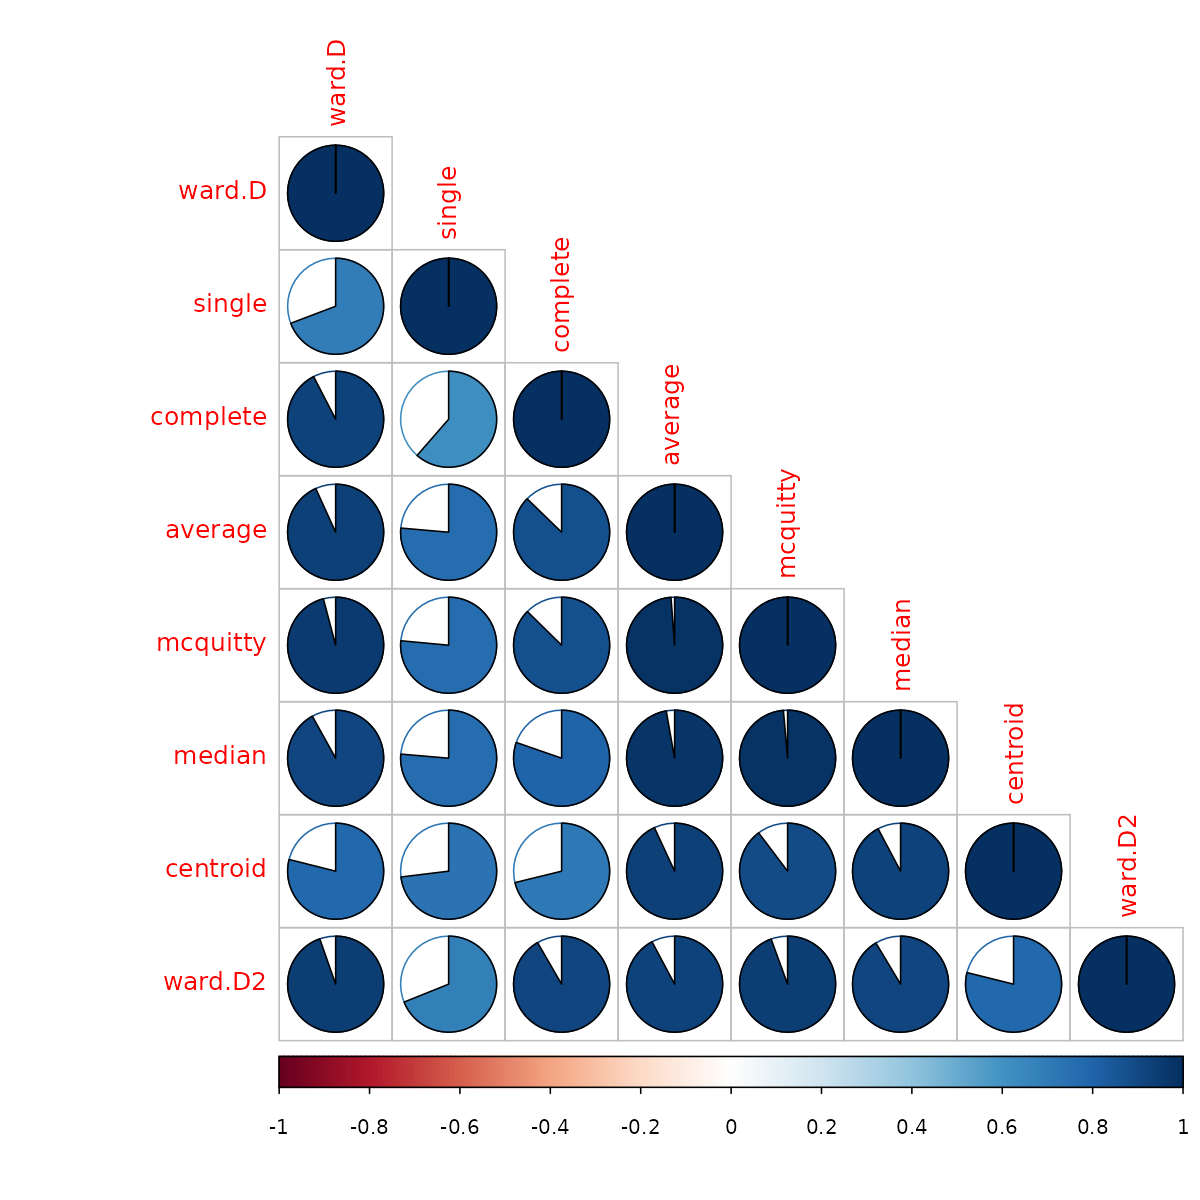 ward.D
single
complete
average
mcquitty
median
centroid
ward.D2
ward.D
single
complete
average
mcquitty
median
centroid
ward.D2
-1 -0.8 -0.6 -0.4 -0.2 0 0.2 0.4 0.6 0.8 1